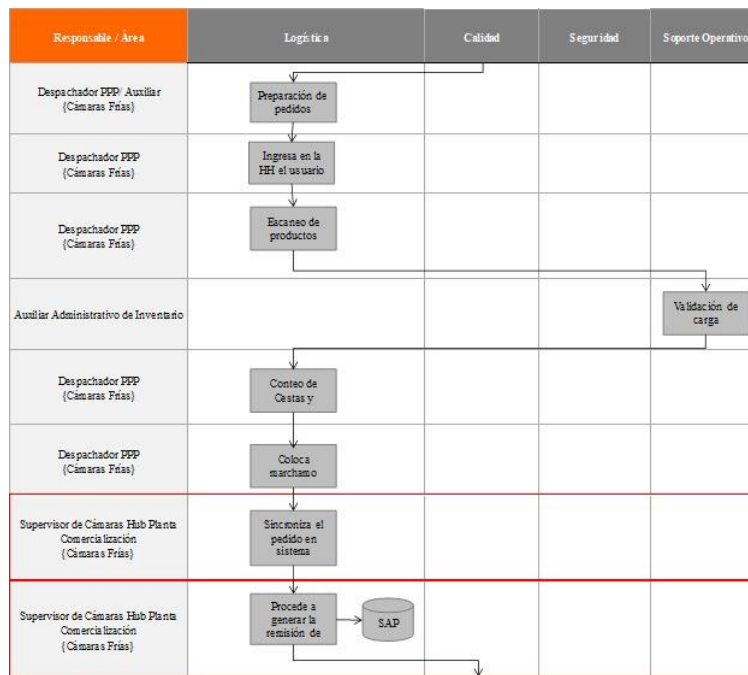 Responsable / Área
Logística
Calidad
Seguridad
Soporte Operativo
Despachador PPP/ Auxiliar
{Cámaras Frías}
Preparación de
pedidos
Despachador PPP
{Cámaras Frías}
Ingresa en la
HH el usuario
Despachador PPP
{Cámaras Frías}
Escaneo de
productos
Auxiliar Administrativo de Inventario
Validación de
carga
Despachador PPP
{Cámaras Frías}
Conteo de
Cestas y
Despachador PPP
{Cámaras Frías}
Coloca
marchamo
Supervisor de Cámaras Hub Planta
Comercialización
{Cámaras Frías}
Sincroniza el
pedido en
sistema
Supervisor de Cámaras Hub Planta
Comercialización
{Cámaras Frías}
Procede a
generar la
remisión de
SAP